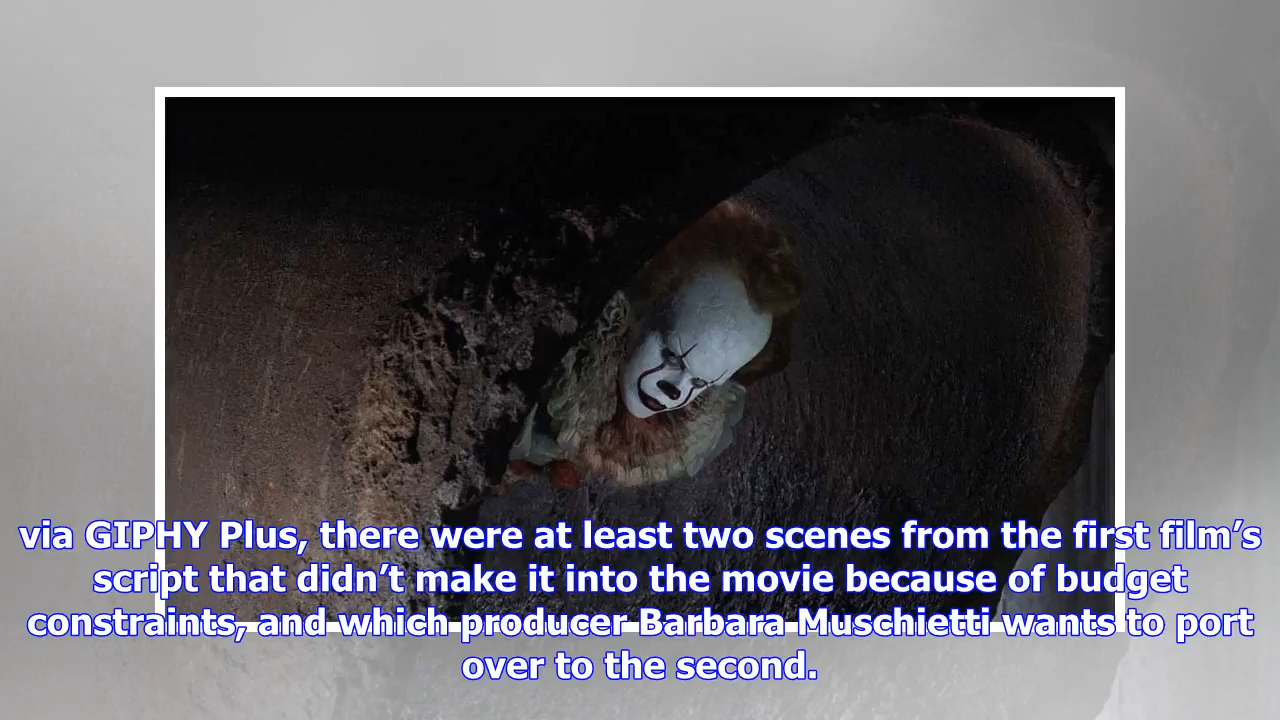 via GIPHY Plus, there were at least two scenes from the first film’s
script that didn’t make it into the movie because of budget
constraints, and which producer Barbara Muschietti wants to port
over to the second.